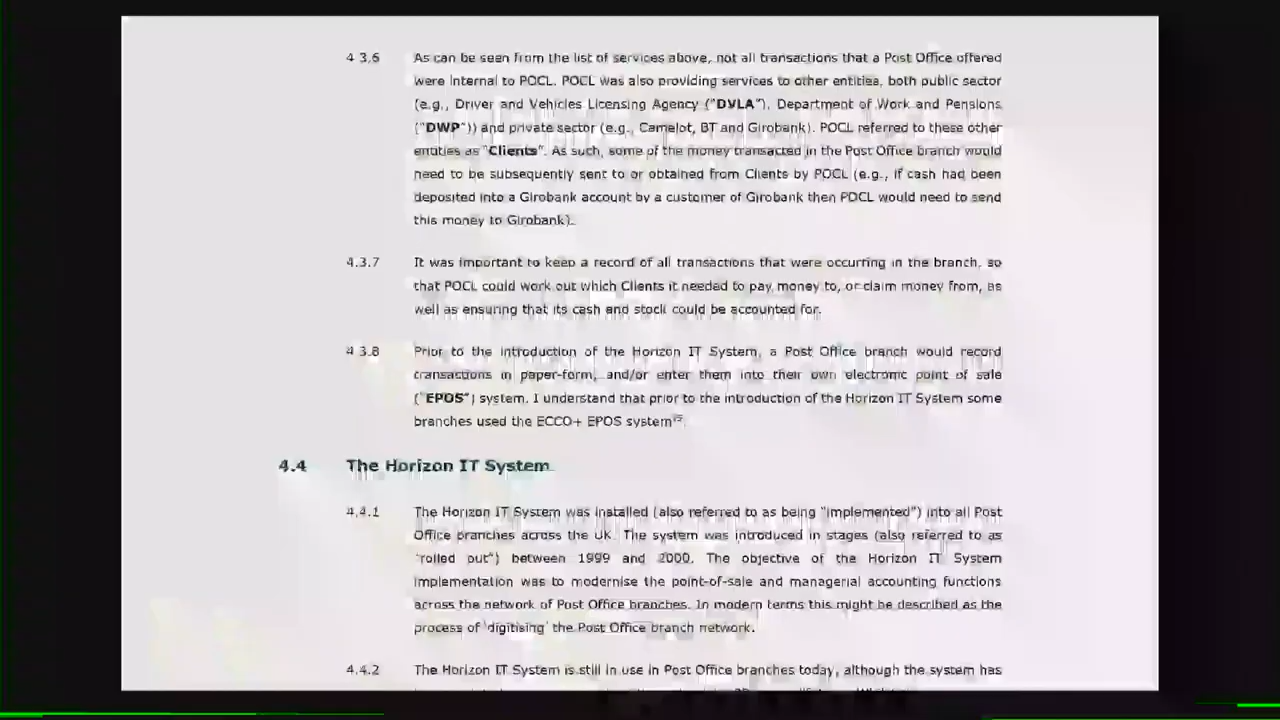 4.3.6 As can be seen from the list of services above, not all transactions that a Post Office offered
were internal to POCL. POCL was also providing services to other entities, both public sector
(e.g., Driver and Vehicles Licensing Agency ("DVLA"), Department of Work and Pensions
("DWP")) and private sector (e.g., Camelot, BT and Girobank). POCL referred to these other
entities as "Clients". As such, some of the money transacted in the Post Office branch would
need to be subsequently sent to or obtained from Clients by POCL (e.g., if cash had been
deposited into a Girobank account by a customer of Girobank then POCL would need to send
this money to Girobank).
4.3.7 It was important to keep a record of all transactions that were occurring in the branch, so
that POCL could work out which Clients it needed to pay money to, or claim money from, as
well as ensuring that its cash and stock could be accounted for.
4.3.8 Prior to the introduction of the Horizon IT System, a Post Office branch would record
transactions in paper-form, and/or enter them into their own electronic point of sale
("EPOS") system. I understand that prior to the introduction of the Horizon IT System some
branches used the ECCO+ EPOS system
4.4 The Horizon IT System
4.4.1 The Horizon IT System was installed (also referred to as being "implemented") into all Post
Office branches across the UK. The system was introduced in stages (also referred to as
"rolled out") between 1999 and 2000. The objective of the Horizon IT System
implementation was to modernise the point-of-sale and managerial accounting functions
across the network of Post Office branches. In modern terms this might be described as the
process of 'digitising' the Post Office branch network.
4.4.2 The Horizon IT System is still in use in Post Office branches today, although the system has